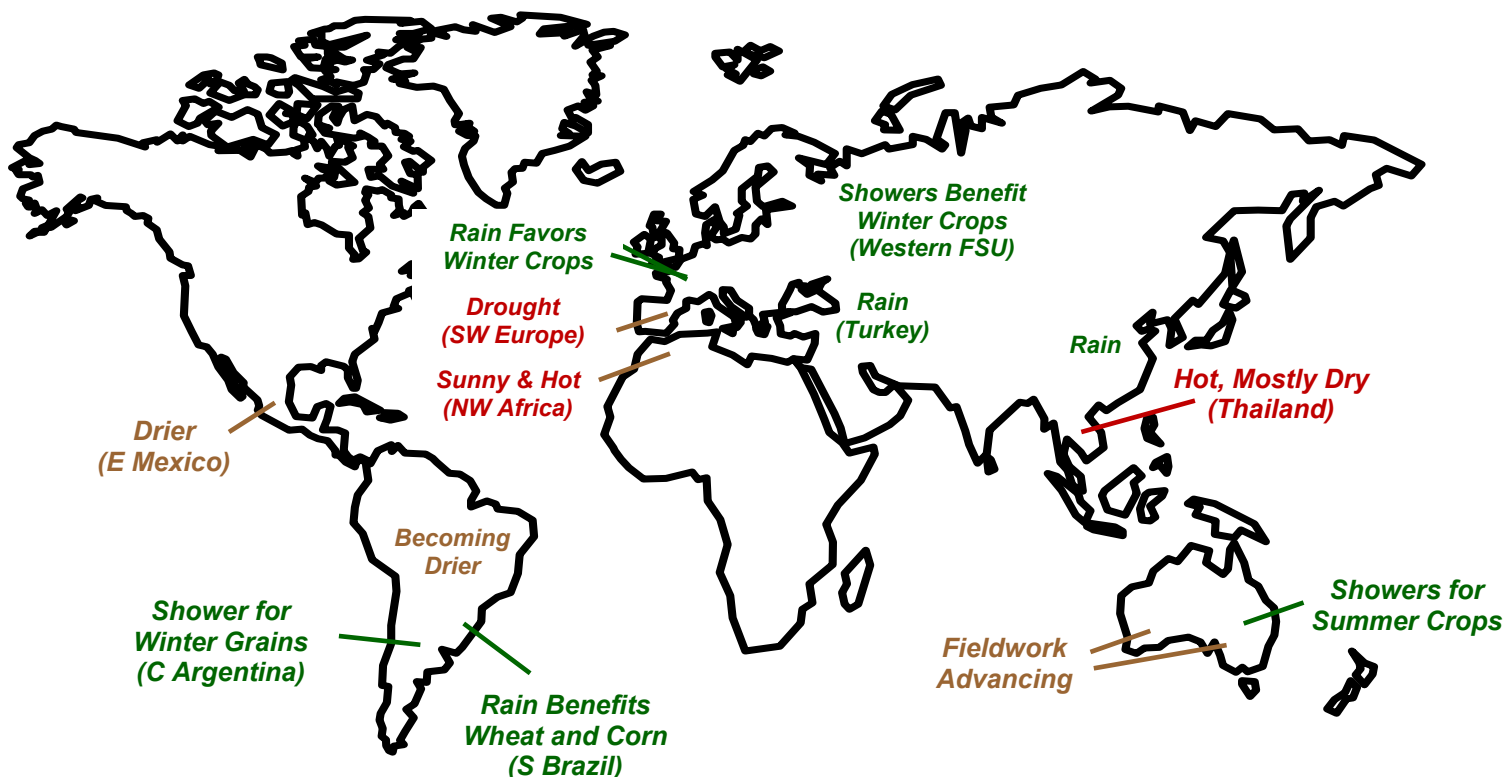 Showers Benefit
Winter Crops
(Western FSU)
Rain Favors
Winter Crops
Drought
(SW Europe)
Rain
(Turkey)
Rain
Sunny & Hot
(NW Africa)
Hot, Mostly Dry
(Thailand)
Drier
(E Mexico)
Becoming
Drier
Shower for
Winter Grains
(C Argentina)
Showers for
Summer Crops
Fieldwork
Advancing
Rain Benefits
Wheat and Corn
(S Brazil)